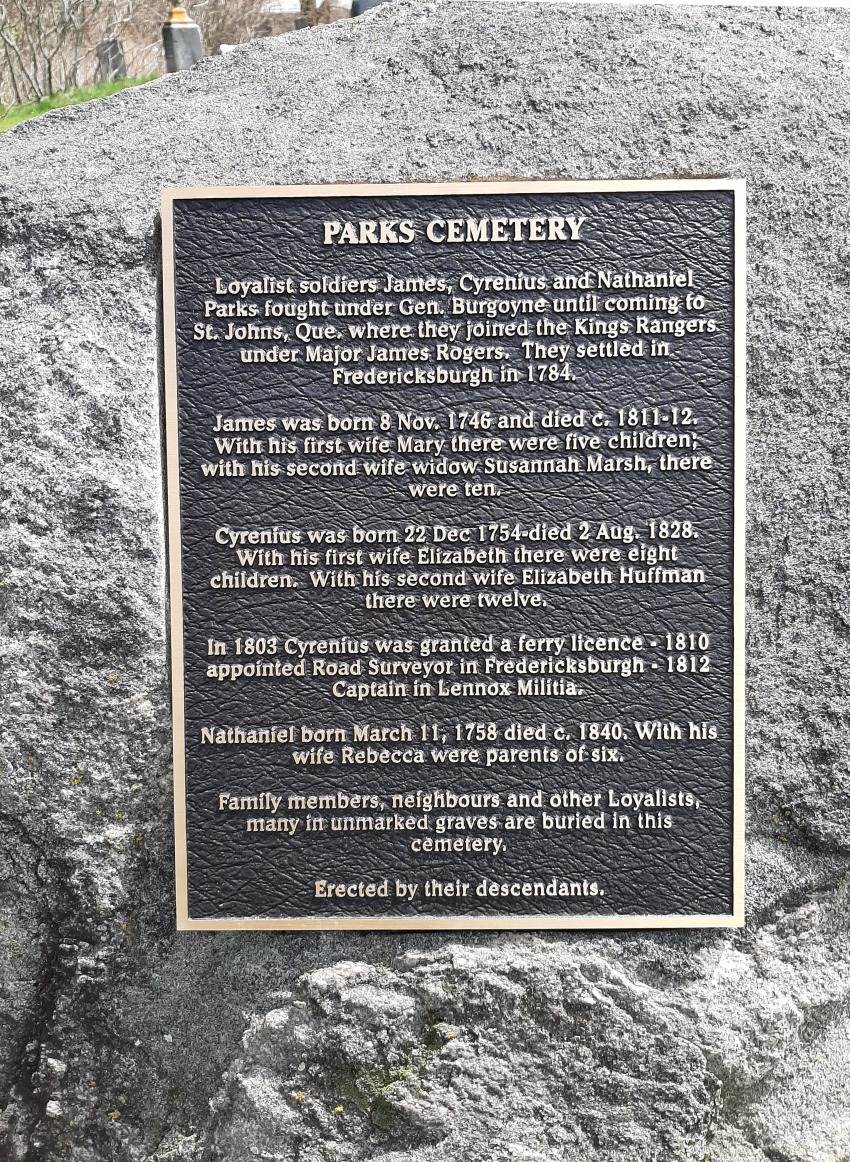 PARKS CEMETERY
Loyalist soldiers James, Cyrenius and Nathaniel
Parks fought under Gen. Burgoyne until coming to
St. Johns, Que. where they joined the Kings Rangers
under Major James Rogers. They settled in
Fredericksburgh in 1784.
James was born 8 Nov. 1746 and died c. 1811-12.
With his first wife Mary there were five children;
with his second wife widow Susannah Marsh, there
were ten.
Cyrenius was born 22 Dec 1754-died 2 Aug. 1828.
With his first wife Elizabeth there were eight
children. With his second wife Elizabeth Huffman
there were twelve.
In 1803 Cyrenius was granted a ferry licence - 1810
appointed Road Surveyor in Fredericksburgh - 1812
Captain in Lennox Militia.
Nathaniel born March 11, 1758 died c. 1840. With his
wife Rebecca were parents of six.
Family members, neighbours and other Loyalists,
many in unmarked graves are buried in this
cemetery.
Erected by their descendants.